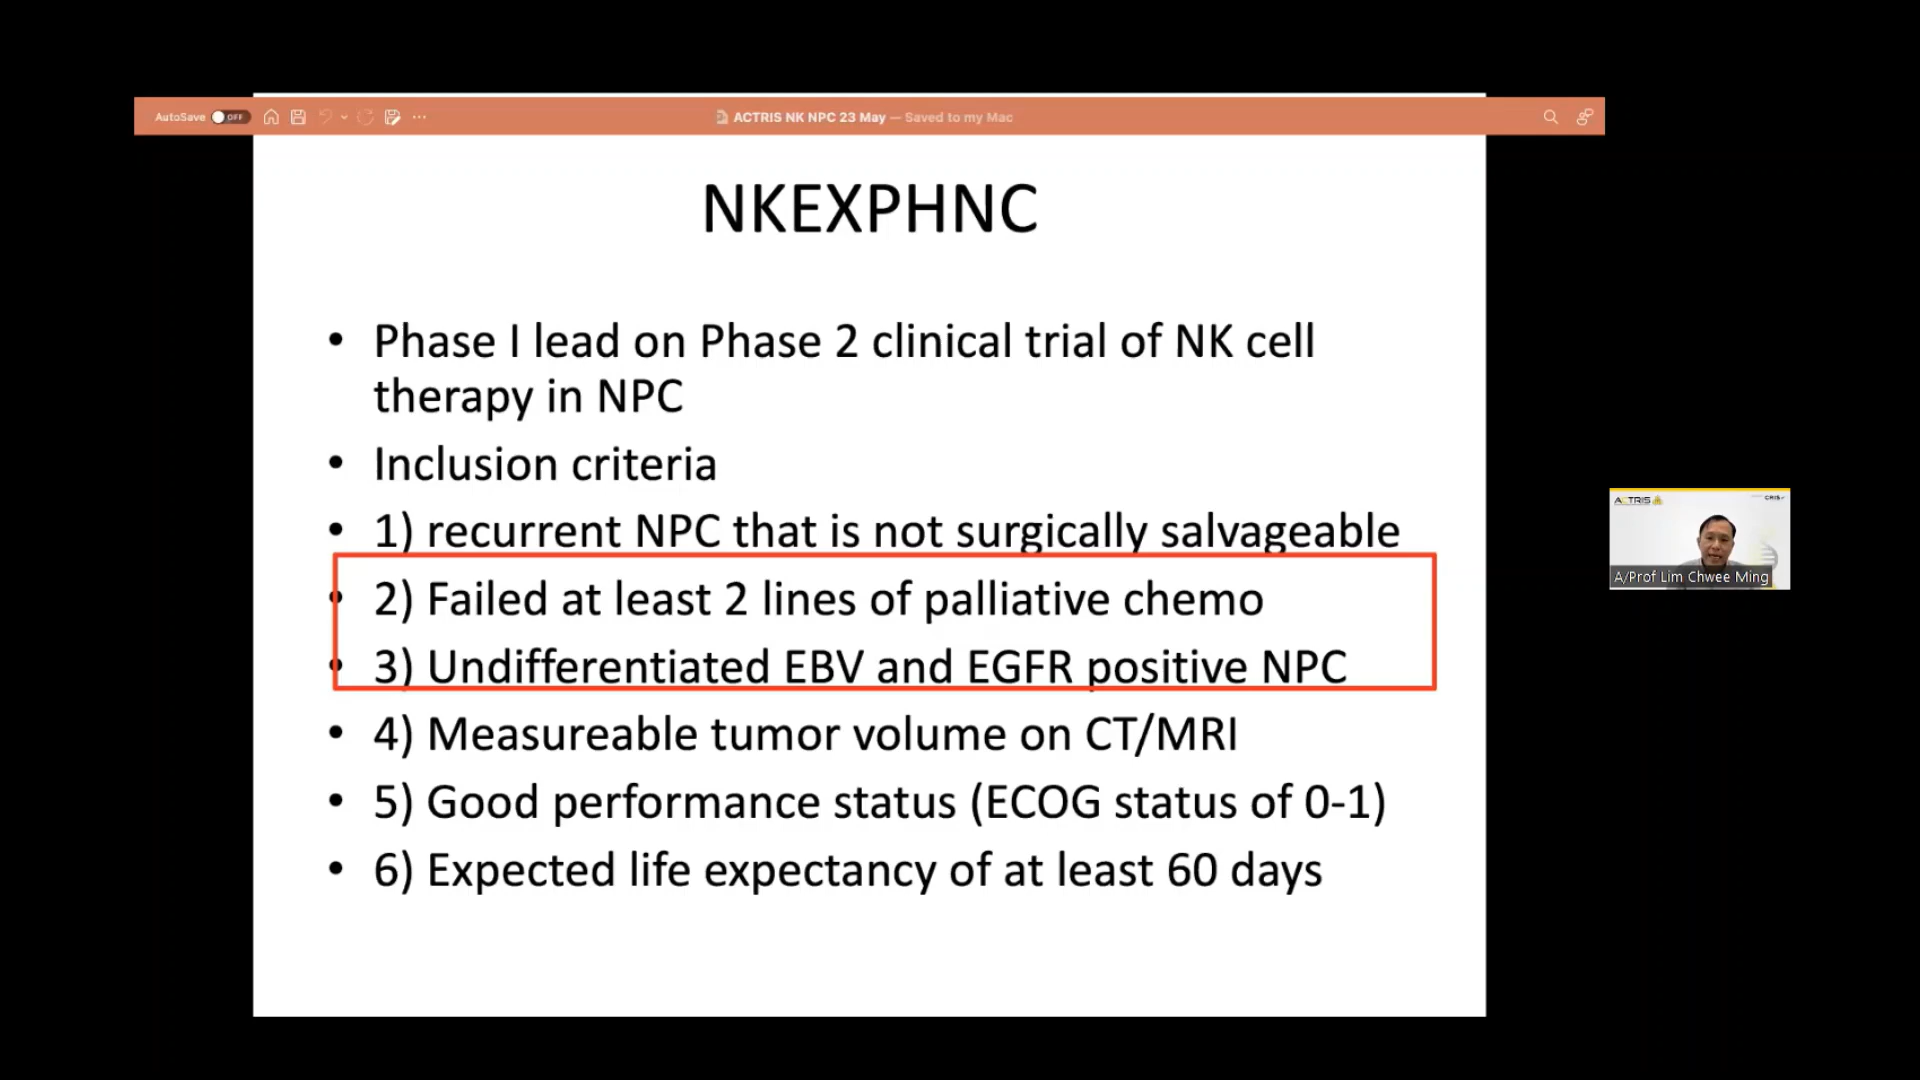 AutoSave OFF
ACTRIS NK NPC 23 May — Saved to my Mac
NKEXPHNC
• Phase I lead on Phase 2 clinical trial of NK cell
therapy in NPC
• Inclusion criteria
• 1) recurrent NPC that is not surgically salvageable
• 2) Failed at least 2 lines of palliative chemo
• 3) Undifferentiated EBV and EGFR positive NPC
• 4) Measureable tumor volume on CT/MRI
• 5) Good performance status (ECOG status of 0-1)
• 6) Expected life expectancy of at least 60 days
ACTRIS
CRIS
A/Prof Lim Chwee Ming